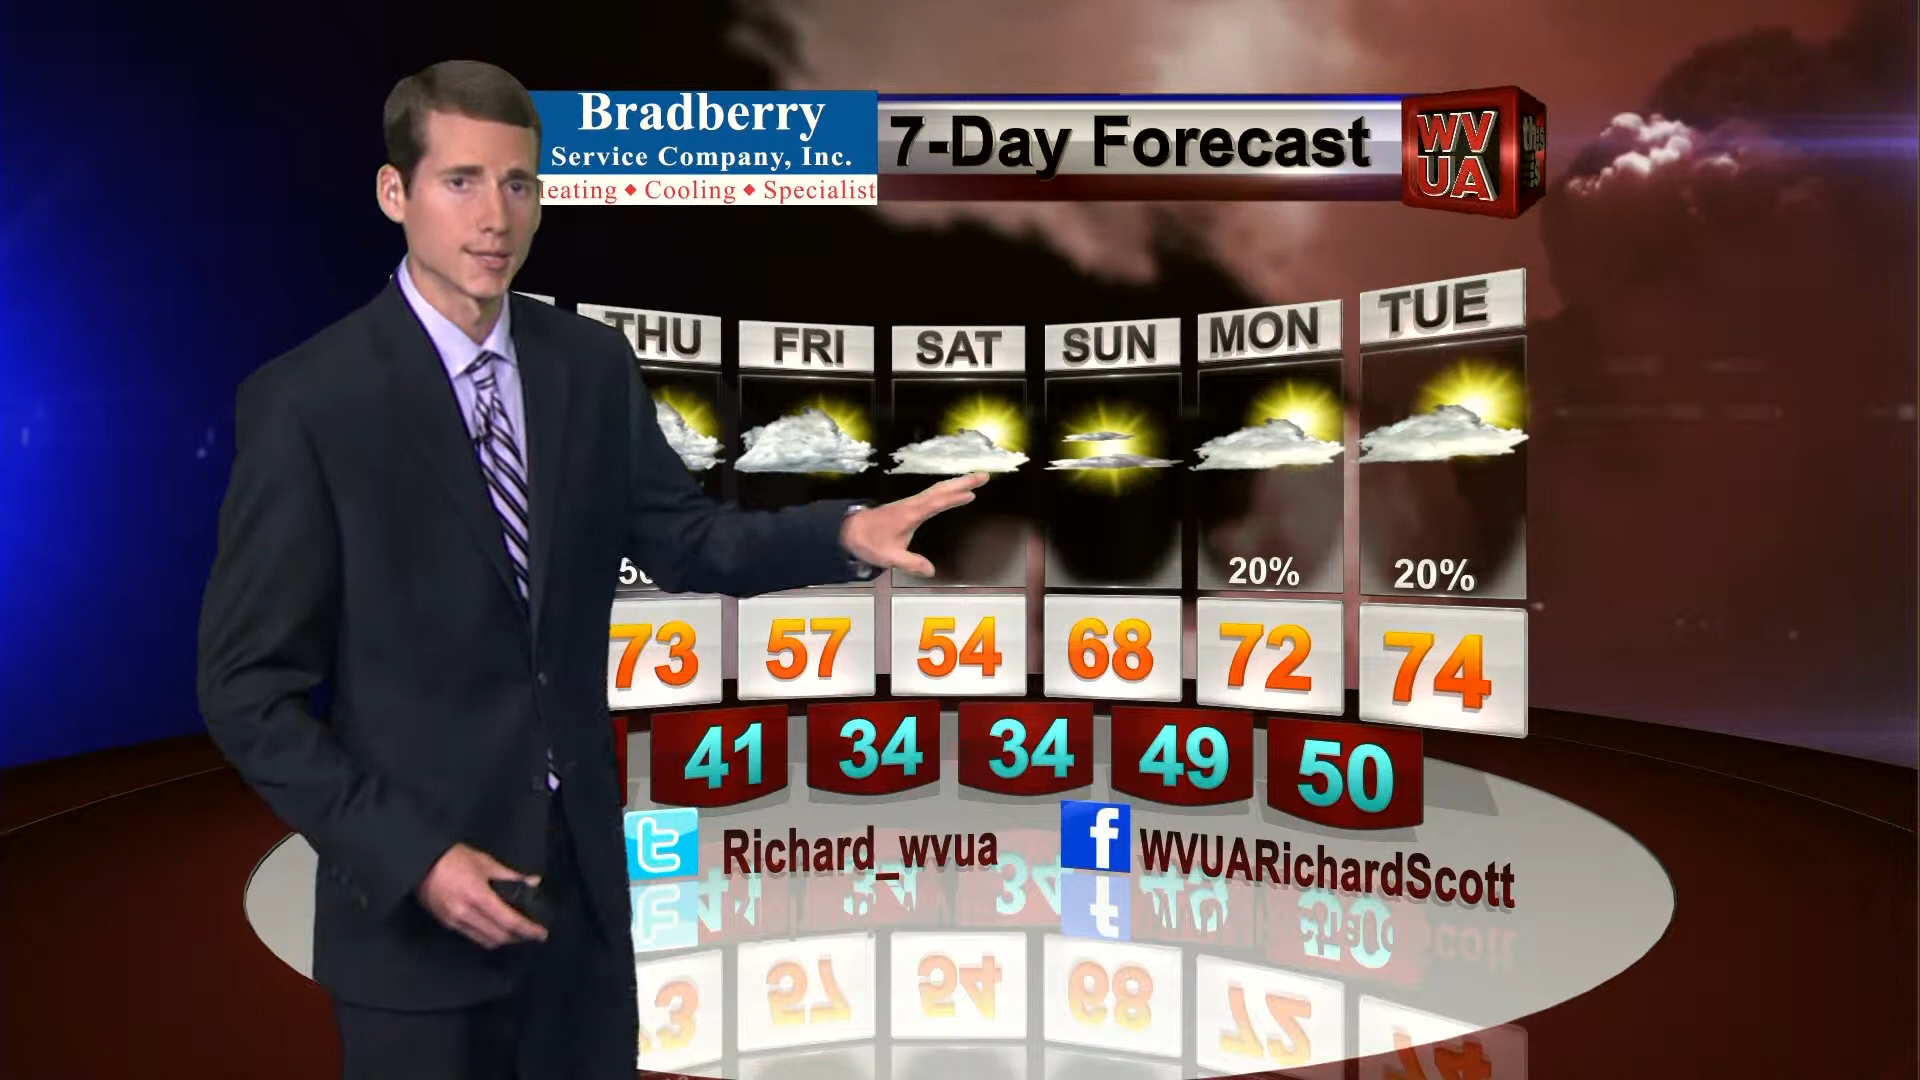 Bradberry
Service Company, Inc.
Cooling ♦ Specialist
7-Day Forecast
WV
UA
THU FRI SAT SUN MON TUE
20% 20%
73 57 54 68 72 74
41 34 34 49 50
Richard_wvua
WVUARichardScott